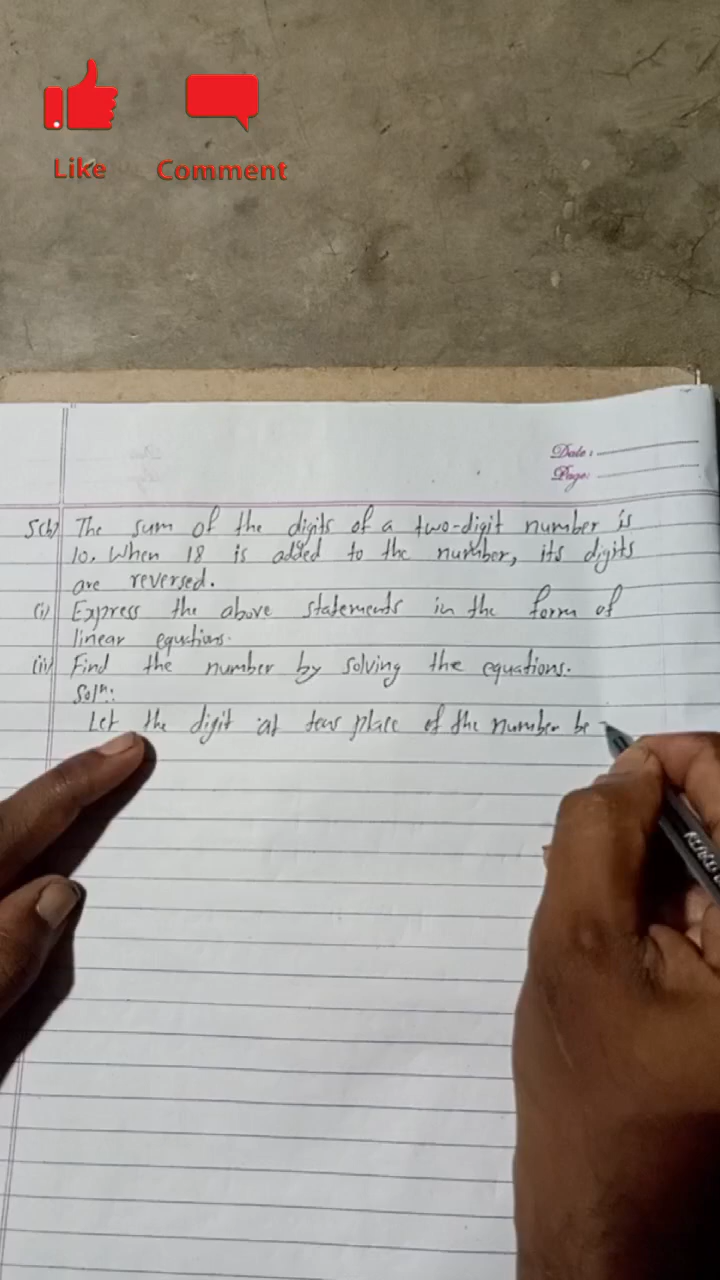 Like Comment
Date:
Page:
5(b) The sum of the digits of a two-digit number is
10. When 18 is added to the number, its digits
are reversed.
(i) Express the above statements in the form of
linear equations.
(ii) Find the number by solving the equations.
Solⁿ:
Let the digit at tens place of the number be